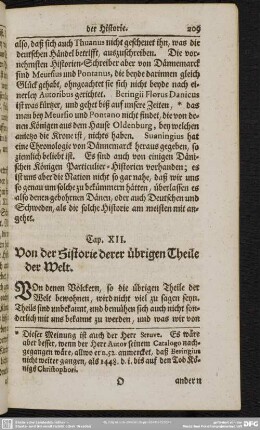 der Historie. 209
also, daß sich auch Thuanus nicht gescheuet ihn, was die
deutschen Händel betrifft, auszuschreiben. Die vor-
nehmsten Historien-Schreiber aber von Dännemarck
sind Meursius und Pontanus, die beyde darinnen gleich
Glück gehabt, ohngeachtet sie sich nicht beyde nach ei-
nerley Autoribus gerichtet. Beringii Florus Danicus
ist was kürtzer, und gehet biß auf unsere Zeiten, * das
man bey Meursio und Pontano nicht findet, die von de-
nen Königen aus dem Hause Oldenburg, bey welchen
anietzo die Krone ist, nichts haben. Suaningius hat
eine Chronologie von Dännemarck heraus gegeben, so
ziemlich beliebt ist. Es sind auch von einigen Däni-
schen Königen Particulier-Historien vorhanden; es
ist uns aber die Nation nicht so gar nahe, daß wir uns
so genau um solche zu bekümmern hätten, überlassen es
also denen gebohrnen Dänen, oder auch Deutschen und
Schweden, als die solche Historie am meisten mit an-
gehet.
Cap. XII.
Von der Historie derer übrigen Theile
der Welt.
VOn denen Völckern, so die übrigen Theile der
Welt bewohnen, wird nicht viel zu sagen seyn.
Theils sind unbekannt, und bemühen sich auch nicht son-
derlich mit uns bekannt zu werden. Und was wir von
* Dieser Meinung ist auch der Herr Struve. Es wäre
aber besser, wenn der Herr Autor seinem Catalogo nach-
gegangen wäre, allwo er n.52. anmercket, daß Beringius
nicht weiter gangen, als 1448. d. i. bis auf den Tod Kö-
nigs Christophori.
O andern